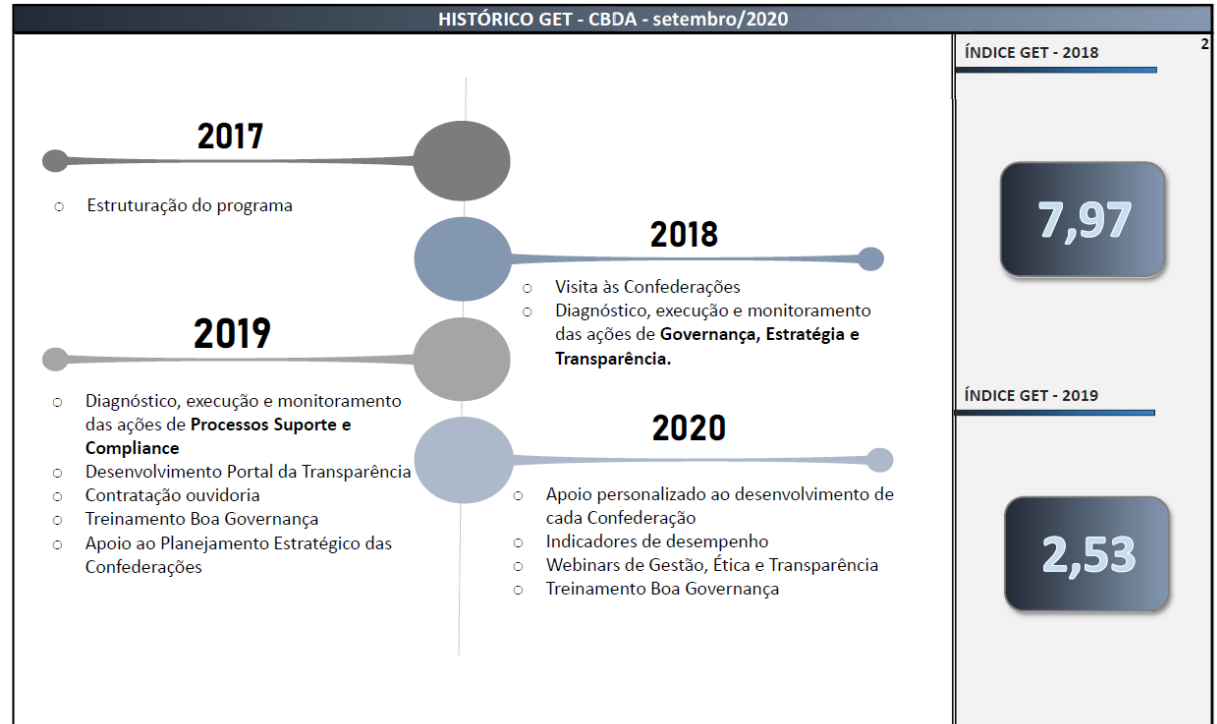 HISTÓRICO GET - CBDA - setembro/2020
2017
○ Estruturação do programa
2018
○ Visita às Confederações
○ Diagnóstico, execução e monitoramento
das ações de Governança, Estratégia e
Transparência.
2019
○ Diagnóstico, execução e monitoramento
das ações de Processos Suporte e
Compliance
○ Desenvolvimento Portal da Transparência
○ Contratação ouvidoria
○ Treinamento Boa Governança
○ Apoio ao Planejamento Estratégico das
Confederações
2020
○ Apoio personalizado ao desenvolvimento de
cada Confederação
○ Indicadores de desempenho
○ Webinars de Gestão, Ética e Transparência
○ Treinamento Boa Governança
2
ÍNDICE GET - 2018
7,97
ÍNDICE GET - 2019
2,53